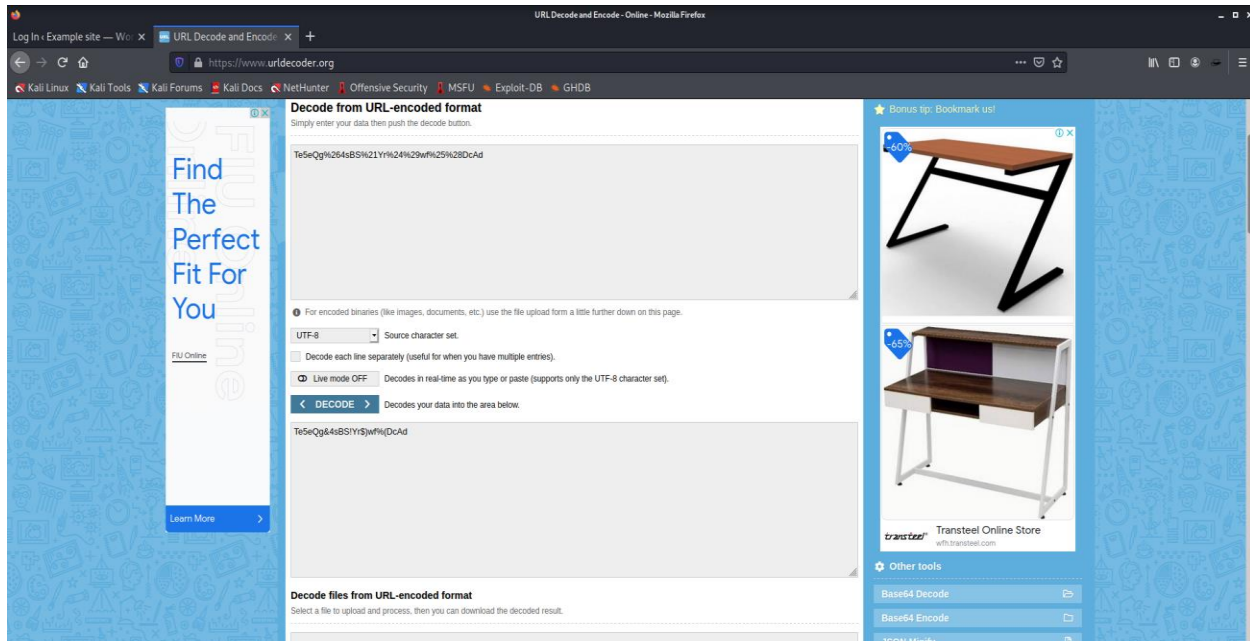 URL Decode and Encode - Online - Mozilla Firefox
Log In ‹ Example site — Wo
URL Decode and Encode
https://www.urldecoder.org
Kali Linux Kali Tools Kali Forums Kali Docs NetHunter Offensive Security MSFU Exploit-DB GHDB
Find
The
Perfect
Fit For
You
FIU Online
Learn More
Decode from URL-encoded format
Simply enter your data then push the decode button.
Te5eQg%264sBS%21Yr%24%29wf%25%28DcAd
For encoded binaries (like images, documents, etc.) use the file upload form a little further down on this page.
UTF-8 Source character set.
Decode each line separately (useful for when you have multiple entries).
Live mode OFF Decodes in real-time as you type or paste (supports only the UTF-8 character set).
< DECODE > Decodes your data into the area below.
Te5eQg&4sBS!Yr$)wf%(DcAd
Decode files from URL-encoded format
Select a file to upload and process, then you can download the decoded result.
Bonus tip: Bookmark us!
-60%
-65%
transteel
Transteel Online Store
wfh.transteel.com
Other tools
Base64 Decode
Base64 Encode
JSON Minify